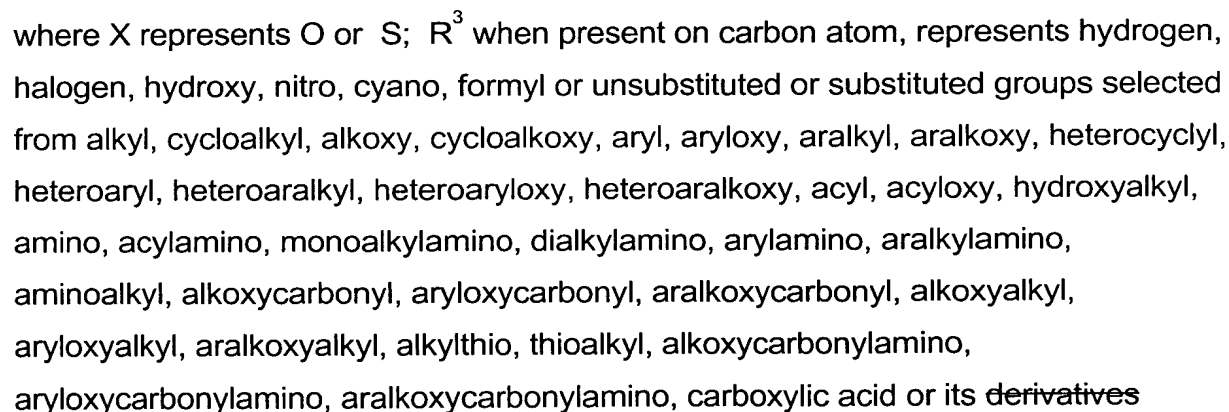 where X represents O or S; R³ when present on carbon atom, represents hydrogen,
halogen, hydroxy, nitro, cyano, formyl or unsubstituted or substituted groups selected
from alkyl, cycloalkyl, alkoxy, cycloalkoxy, aryl, aryloxy, aralkyl, aralkoxy, heterocyclyl,
heteroaryl, heteroaralkyl, heteroaryloxy, heteroaralkoxy, acyl, acyloxy, hydroxyalkyl,
amino, acylamino, monoalkylamino, dialkylamino, arylamino, aralkylamino,
aminoalkyl, alkoxycarbonyl, aryloxycarbonyl, aralkoxycarbonyl, alkoxyalkyl,
aryloxyalkyl, aralkoxyalkyl, alkylthio, thioalkyl, alkoxycarbonylamino,
aryloxycarbonylamino, aralkoxycarbonylamino, carboxylic acid or its derivatives